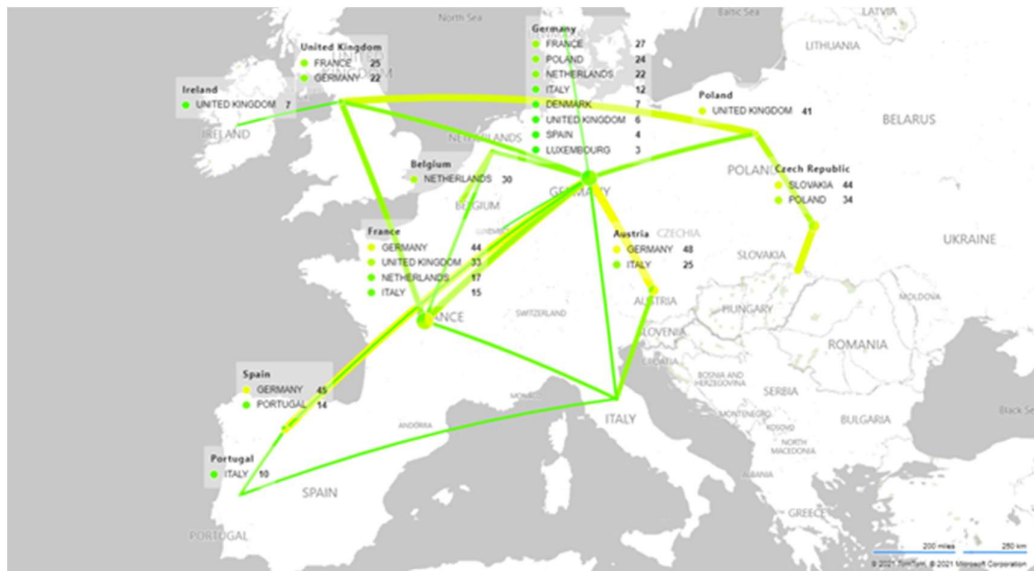 North Sea
Baltic Sea
LATVIA
LITHUANIA
United Kingdom
FRANCE 25
GERMANY 22
Germany
FRANCE 27
POLAND 24
NETHERLANDS 22
ITALY 12
DENMARK 7
UNITED KINGDOM 6
SPAIN 4
LUXEMBOURG 3
Ireland
UNITED KINGDOM 7
IRELAND
Poland
UNITED KINGDOM 41
BELARUS
NETHERLANDS
Belgium
NETHERLANDS 30
BELGIUM
GERMANY
POLAND
Czech Republic
SLOVAKIA 44
POLAND 34
France
GERMANY 44
UNITED KINGDOM 33
NETHERLANDS 17
ITALY 15
Austria
GERMANY 48
ITALY 25
CZECHIA
SLOVAKIA
UKRAINE
AUSTRIA
HUNGARY
MOLDOVA
SWITZERLAND
SLOVENIA
CROATIA
ROMANIA
BOSNIA AND
HERZEGOVINA
SERBIA
Spain
GERMANY 45
PORTUGAL 14
ANDORRA
ITALY
MONTENEGRO
KOSOVO
BULGARIA
NORTH
MACEDONIA
ALBANIA
Portugal
ITALY 10
SPAIN
PORTUGAL
GREECE
200 miles 250 km
© 2021 TomTom, © 2021 Microsoft Corporation